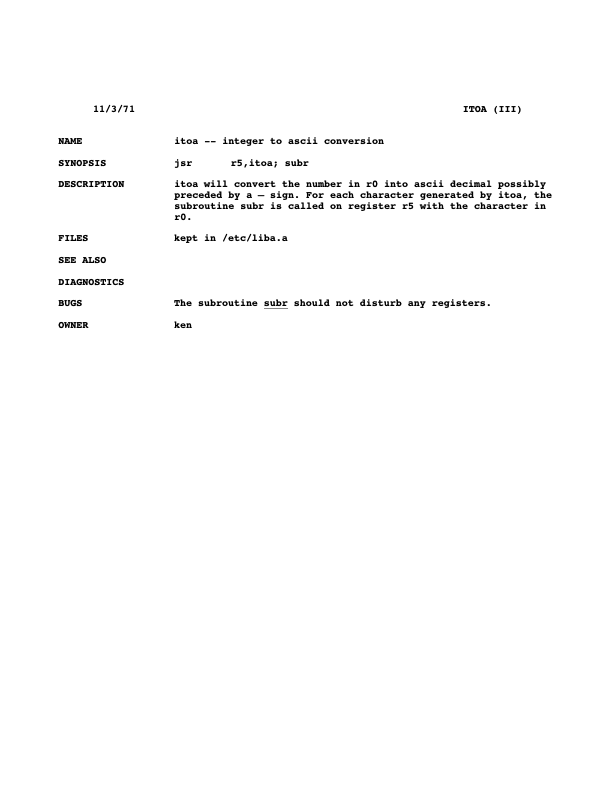 11/3/71 ITOA (III)
NAME itoa -- integer to ascii conversion
SYNOPSIS jsr r5,itoa; subr
DESCRIPTION itoa will convert the number in r0 into ascii decimal possibly
preceded by a — sign. For each character generated by itoa, the
subroutine subr is called on register r5 with the character in
r0.
FILES kept in /etc/liba.a
SEE ALSO
DIAGNOSTICS
BUGS The subroutine subr should not disturb any registers.
OWNER ken